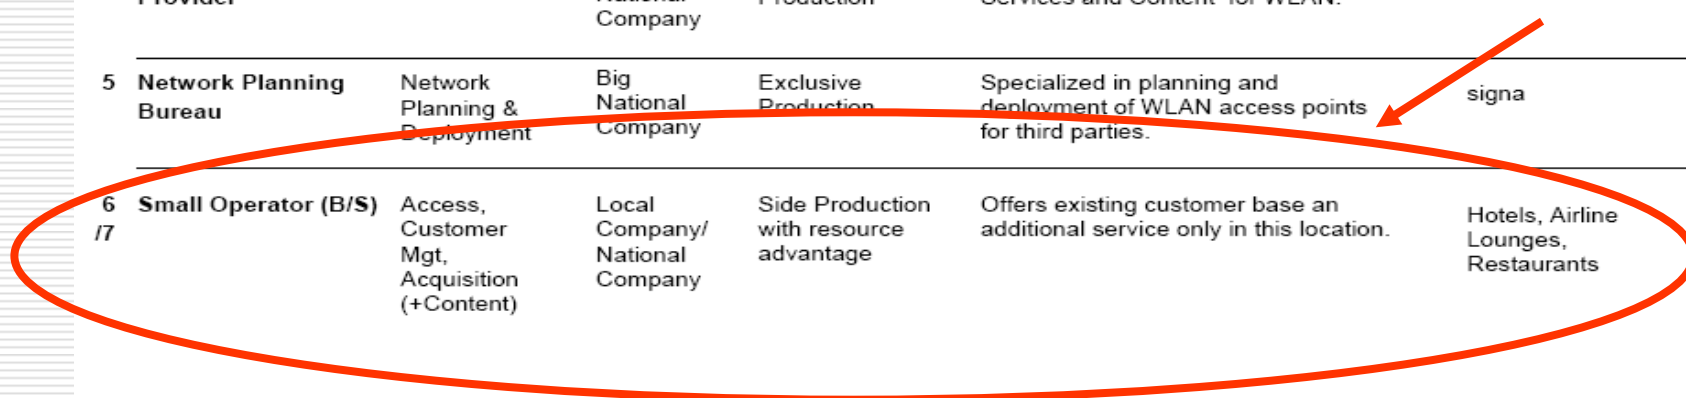 Company
5 Network Planning Bureau
Network Planning & Deployment
Big National Company
Exclusive Production
Specialized in planning and deployment of WLAN access points for third parties.
signa
6 /7 Small Operator (B/S)
Access, Customer Mgt, Acquisition (+Content)
Local Company/ National Company
Side Production with resource advantage
Offers existing customer base an additional service only in this location.
Hotels, Airline Lounges, Restaurants